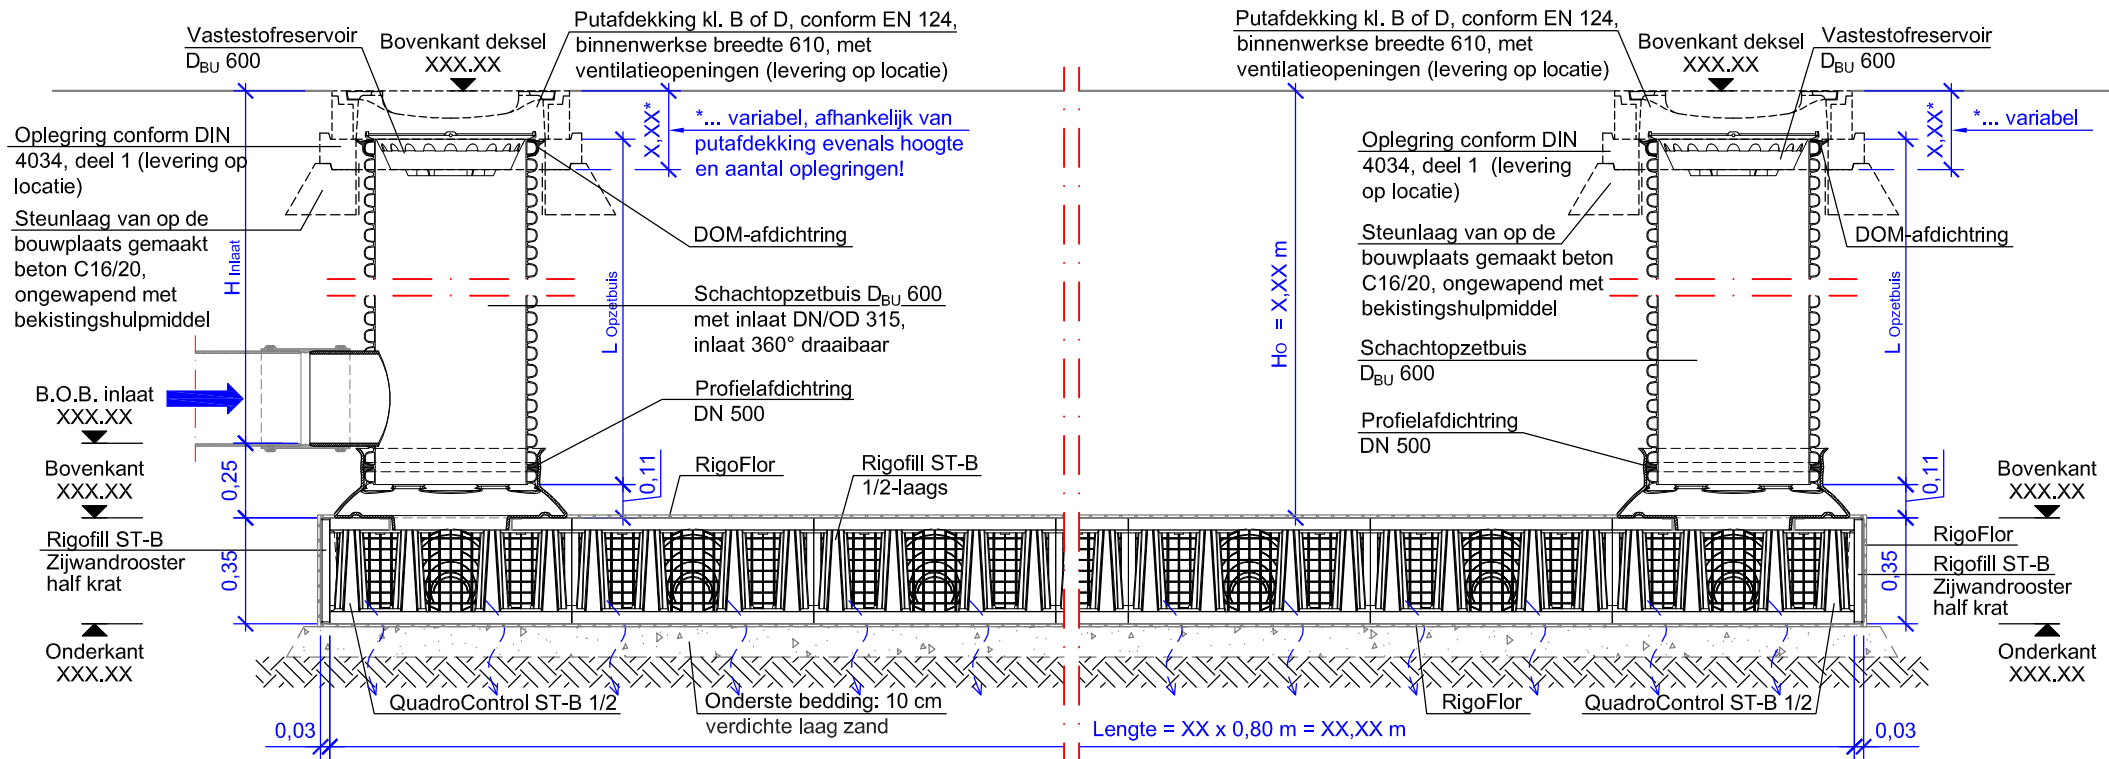 Vastestofreservoir
DBU 600
Bovenkant deksel
XXX.XX
Putafdekking kl. B of D, conform EN 124,
binnenwerkse breedte 610, met
ventilatieopeningen (levering op locatie)
Oplegring conform DIN
4034, deel 1 (levering op
locatie)
Steunlaag van op de
bouwplaats gemaakt
beton C16/20,
ongewapend met
bekistingshulpmiddel
H Inlaat
X,XX*
*... variabel, afhankelijk van
putafdekking evenals hoogte
en aantal oplegringen!
DOM-afdichtring
L Opzetbuis
Schachtopzetbuis DBU 600
met inlaat DN/OD 315,
inlaat 360° draaibaar
Profielafdichtring
DN 500
B.O.B. inlaat
XXX.XX
Bovenkant
XXX.XX
0,25
0,11
RigoFlor
Rigofill ST-B
1/2-laags
Rigofill ST-B
Zijwandrooster
half krat
0,35
Onderkant
XXX.XX
QuadroControl ST-B 1/2
Onderste bedding: 10 cm
verdichte laag zand
0,03
Lengte = XX x 0,80 m = XX,XX m
Putafdekking kl. B of D, conform EN 124,
binnenwerkse breedte 610, met
ventilatieopeningen (levering op locatie)
Bovenkant deksel
XXX.XX
Vastestofreservoir
DBU 600
Oplegring conform DIN
4034, deel 1 (levering
op locatie)
Steunlaag van op de
bouwplaats gemaakt beton
C16/20, ongewapend met
bekistingshulpmiddel
HO = X,XX m
X,XX*
*... variabel
DOM-afdichtring
L Opzetbuis
Schachtopzetbuis
DBU 600
Profielafdichtring
DN 500
0,11
Bovenkant
XXX.XX
RigoFlor
Rigofill ST-B
Zijwandrooster
half krat
0,35
Onderkant
XXX.XX
RigoFlor
QuadroControl ST-B 1/2
0,03